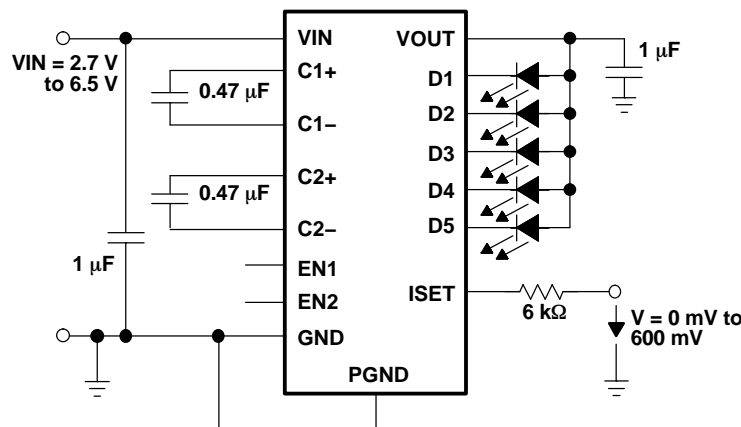 VIN
VOUT
VIN = 2.7 V
to 6.5 V
C1+
0.47 μF
C1−
C2+
0.47 μF
C2−
1 μF
EN1
EN2
GND
PGND
D1
D2
D3
D4
D5
1 μF
ISET
6 kΩ
V = 0 mV to
600 mV